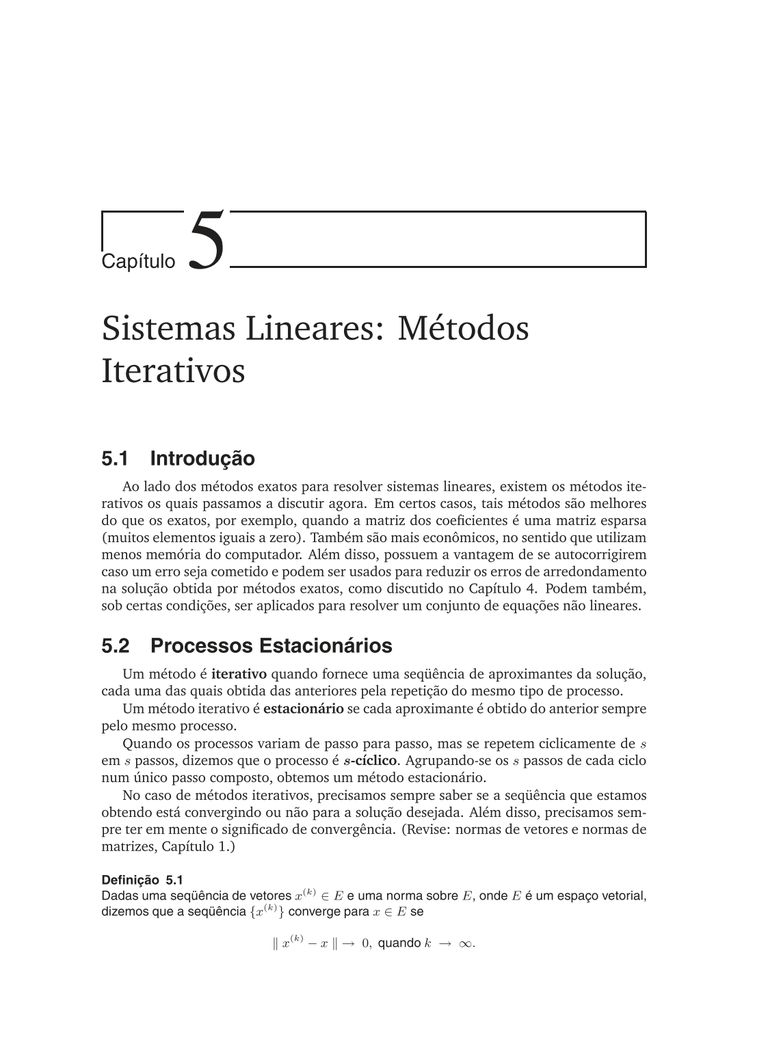 Capítulo 5
Sistemas Lineares: Métodos
Iterativos
5.1 Introdução
Ao lado dos métodos exatos para resolver sistemas lineares, existem os métodos ite-
rativos os quais passamos a discutir agora. Em certos casos, tais métodos são melhores
do que os exatos, por exemplo, quando a matriz dos coeficientes é uma matriz esparsa
(muitos elementos iguais a zero). Também são mais econômicos, no sentido que utilizam
menos memória do computador. Além disso, possuem a vantagem de se autocorrigirem
caso um erro seja cometido e podem ser usados para reduzir os erros de arredondamento
na solução obtida por métodos exatos, como discutido no Capítulo 4. Podem também,
sob certas condições, ser aplicados para resolver um conjunto de equações não lineares.
5.2 Processos Estacionários
Um método é iterativo quando fornece uma seqüência de aproximantes da solução,
cada uma das quais obtida das anteriores pela repetição do mesmo tipo de processo.
Um método iterativo é estacionário se cada aproximante é obtido do anterior sempre
pelo mesmo processo.
Quando os processos variam de passo para passo, mas se repetem ciclicamente de s
em s passos, dizemos que o processo é s-cíclico. Agrupando-se os s passos de cada ciclo
num único passo composto, obtemos um método estacionário.
No caso de métodos iterativos, precisamos sempre saber se a seqüência que estamos
obtendo está convergindo ou não para a solução desejada. Além disso, precisamos sem-
pre ter em mente o significado de convergência. (Revise: normas de vetores e normas de
matrizes, Capítulo 1.)
Definição 5.1
Dadas uma seqüência de vetores x^(k) ∈ E e uma norma sobre E, onde E é um espaço vetorial,
dizemos que a seqüência {x^(k)} converge para x ∈ E se
‖ x^(k) − x ‖ → 0, quando k → ∞.